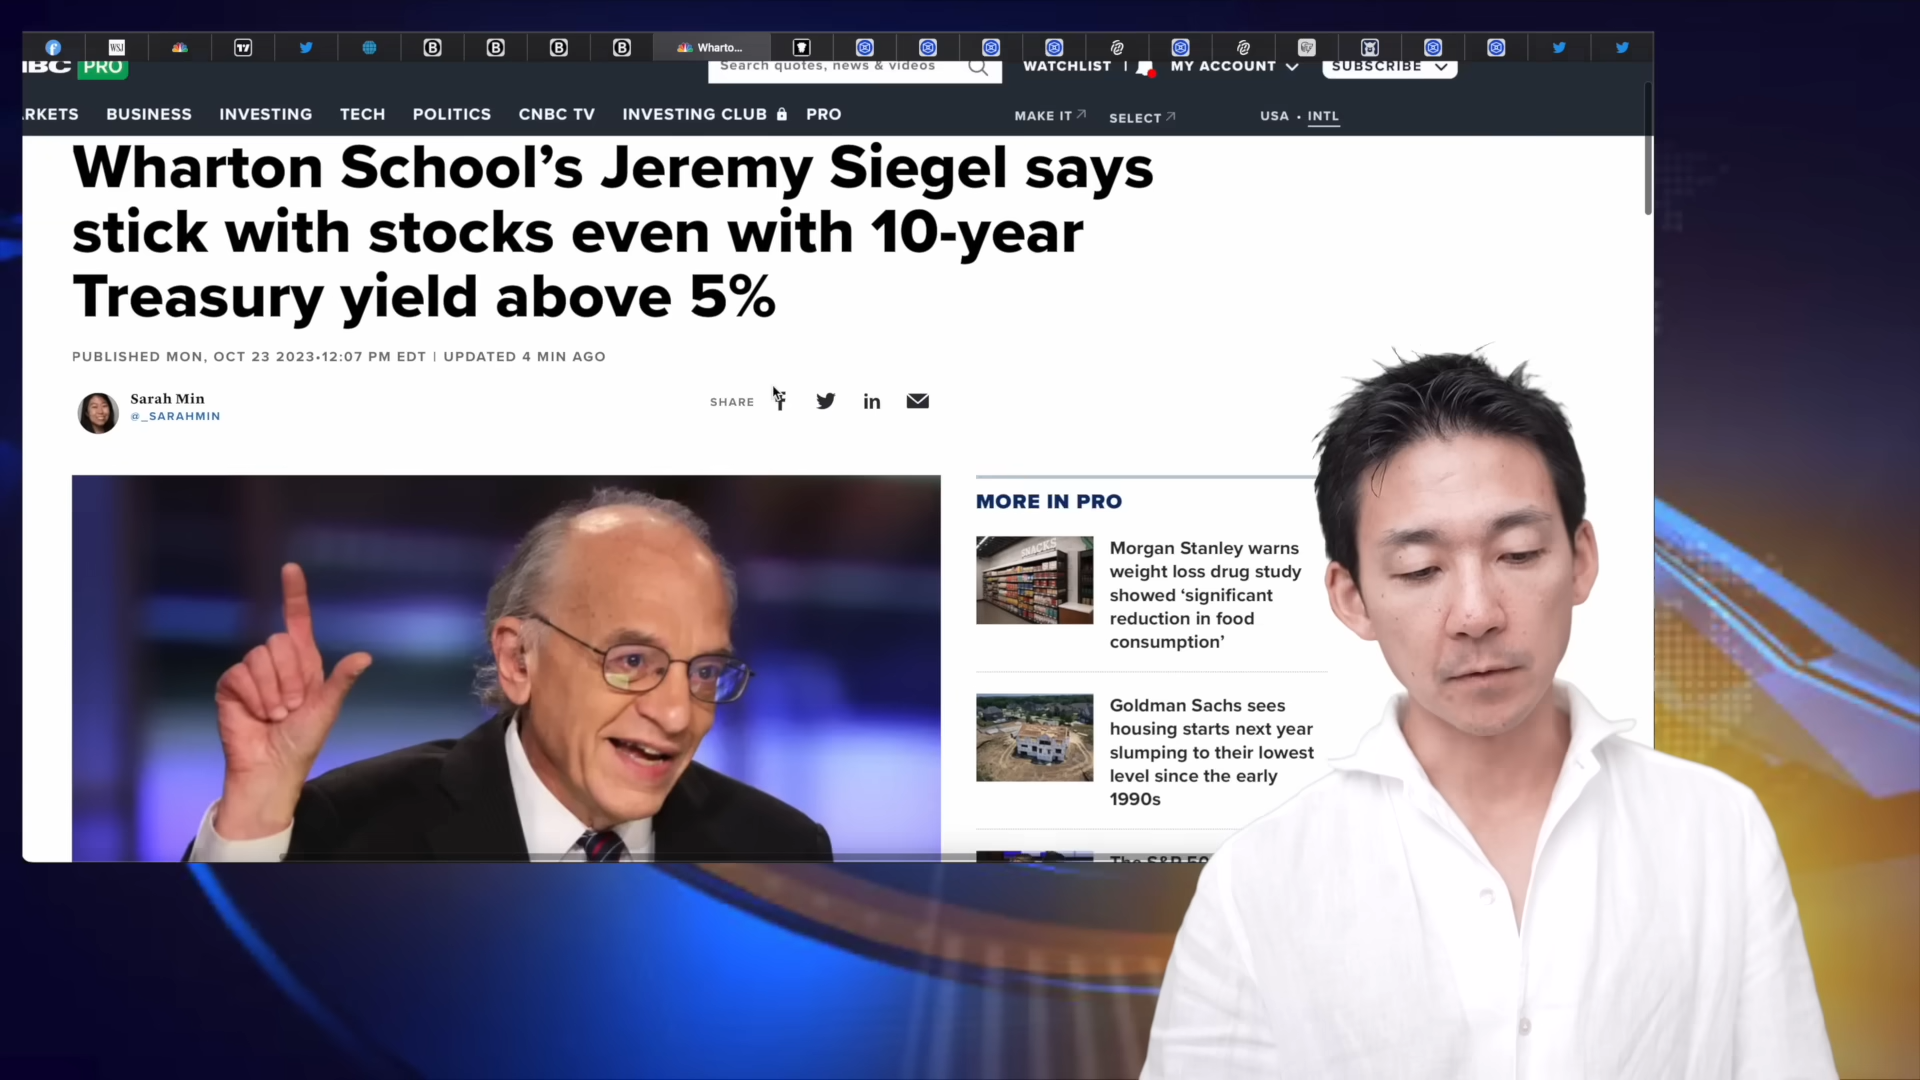 WSJ
Wharto...
PRO
Search quotes, news & videos
WATCHLIST
MY ACCOUNT
SUBSCRIBE
BUSINESS
INVESTING
TECH
POLITICS
CNBC TV
INVESTING CLUB
PRO
MAKE IT
SELECT
USA • INTL
Wharton School’s Jeremy Siegel says
stick with stocks even with 10-year
Treasury yield above 5%
PUBLISHED MON, OCT 23 2023•12:07 PM EDT | UPDATED 4 MIN AGO
Sarah Min
@_SARAHMIN
SHARE
MORE IN PRO
SNACKS
Morgan Stanley warns
weight loss drug study
showed ‘significant
reduction in food
consumption’
Goldman Sachs sees
housing starts next year
slumping to their lowest
level since the early
1990s